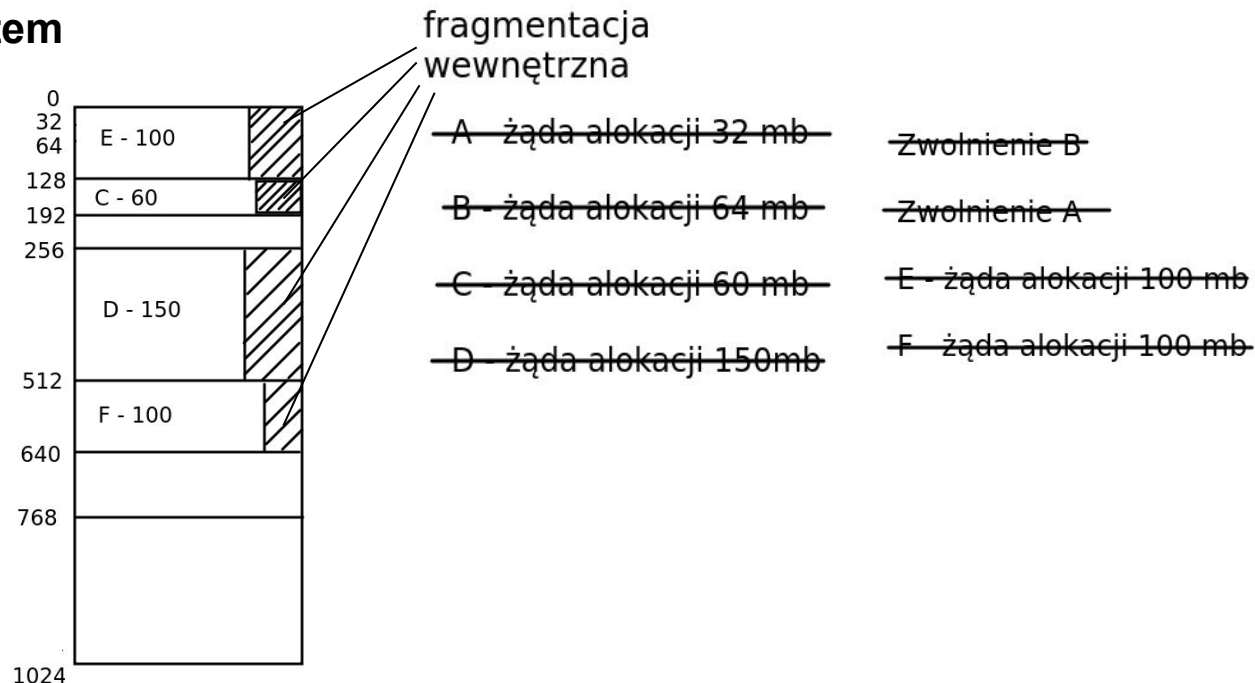 tem
fragmentacja
wewnętrzna
0
32
64
128
192
256
512
640
768
1024
E - 100
C - 60
D - 150
F - 100
A - żąda alokacji 32 mb
B - żąda alokacji 64 mb
C - żąda alokacji 60 mb
D - żąda alokacji 150mb
Zwolnienie B
Zwolnienie A
E - żąda alokacji 100 mb
F - żąda alokacji 100 mb